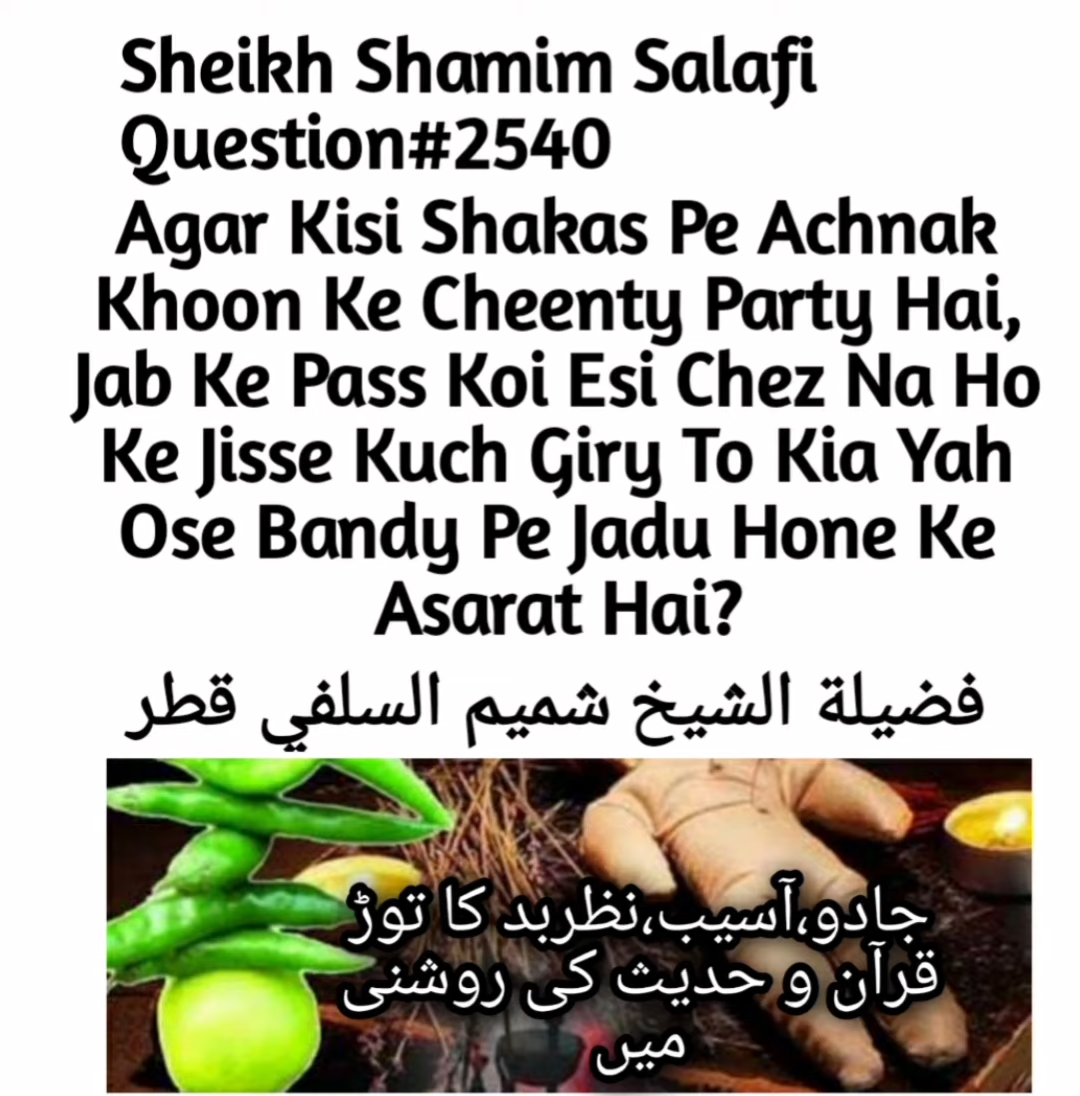 Sheikh Shamim Salafi
Question#2540
Agar Kisi Shakas Pe Achnak
Khoon Ke Cheenty Party Hai,
Jab Ke Pass Koi Esi Chez Na Ho
Ke Jisse Kuch Giry To Kia Yah
Ose Bandy Pe Jadu Hone Ke
Asarat Hai?
فضيلة الشيخ شميم السلفي قطر
جادو،آسیب،نظربد کا توڑ
قرآن و حدیث کی روشنی
میں